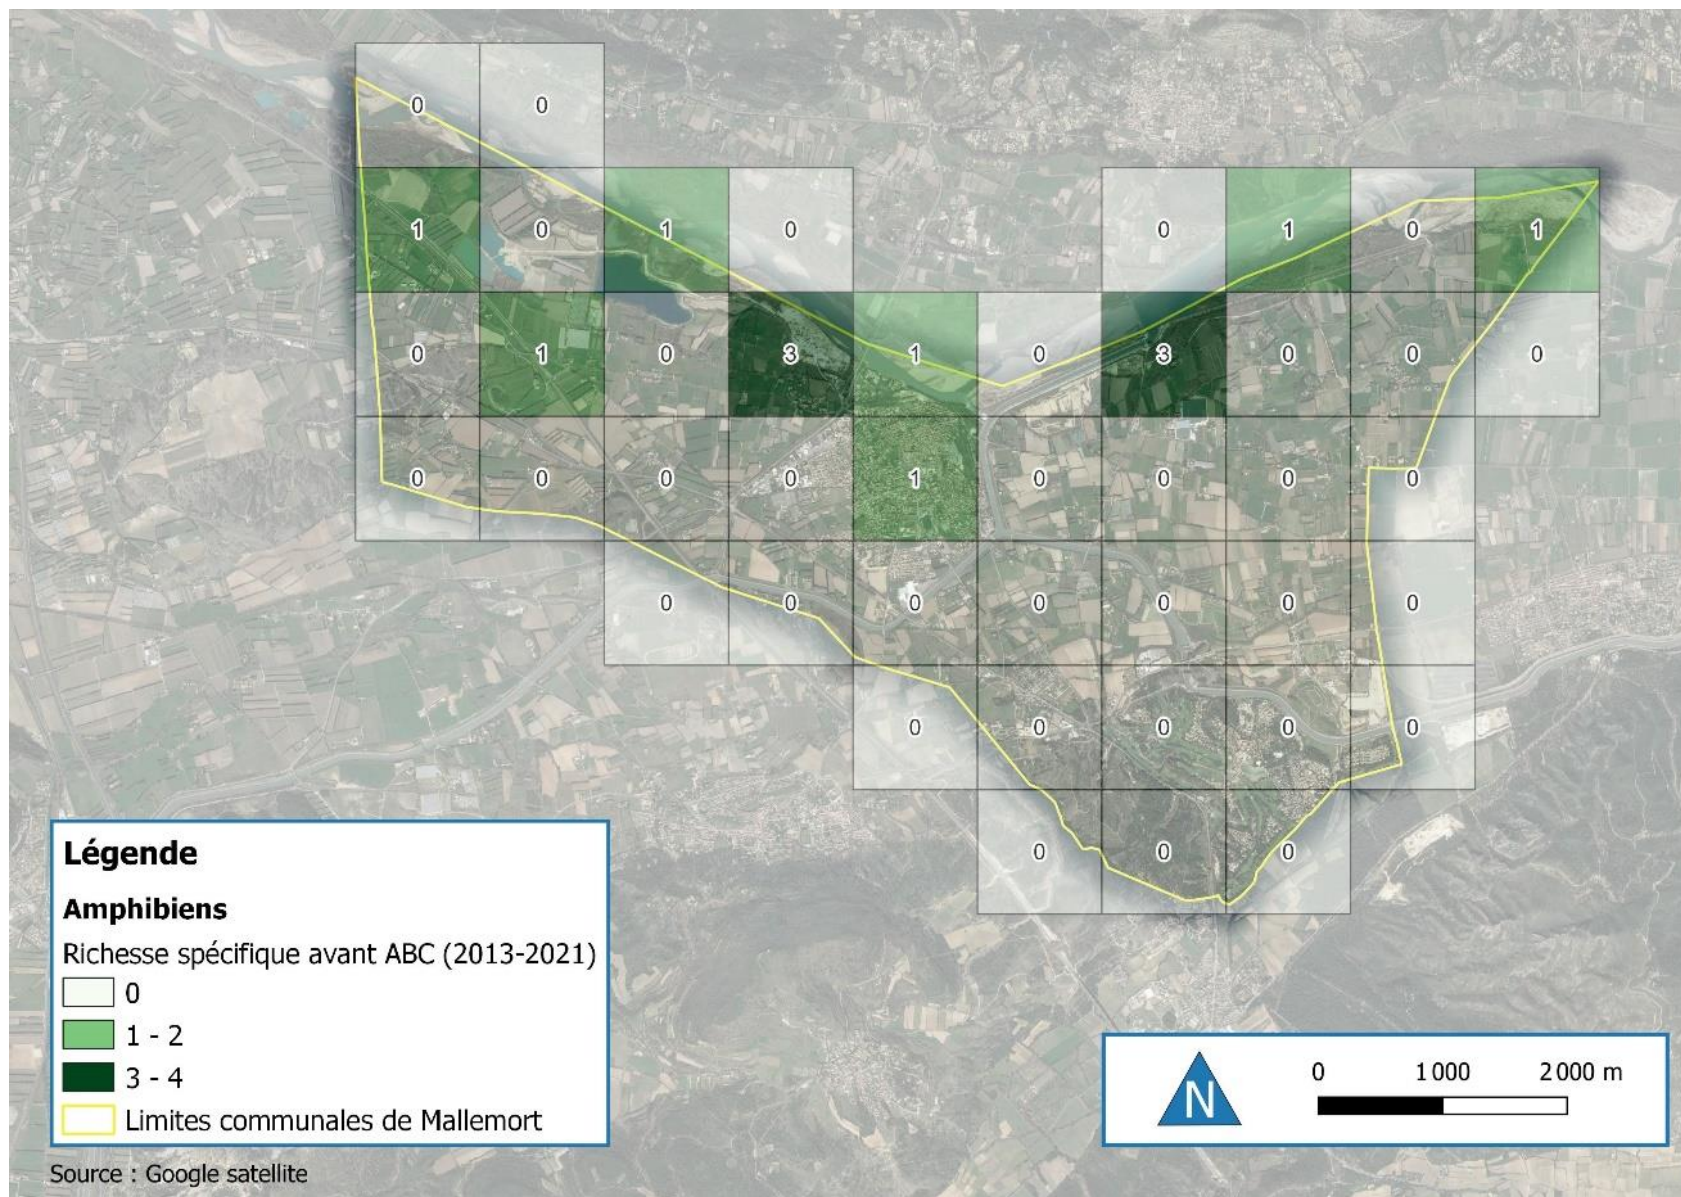 0 0
1 0 1 0 0 1 0 1
0 1 0 3 1 0 3 0 0 0
0 0 0 0 1 0 0 0 0
0 0 0 0 0 0 0
0 0 0 0 0
0 0 0
Légende
Amphibiens
Richesse spécifique avant ABC (2013-2021)
0
1 - 2
3 - 4
Limites communales de Mallemort
N
0 1 000 2 000 m
Source : Google satellite